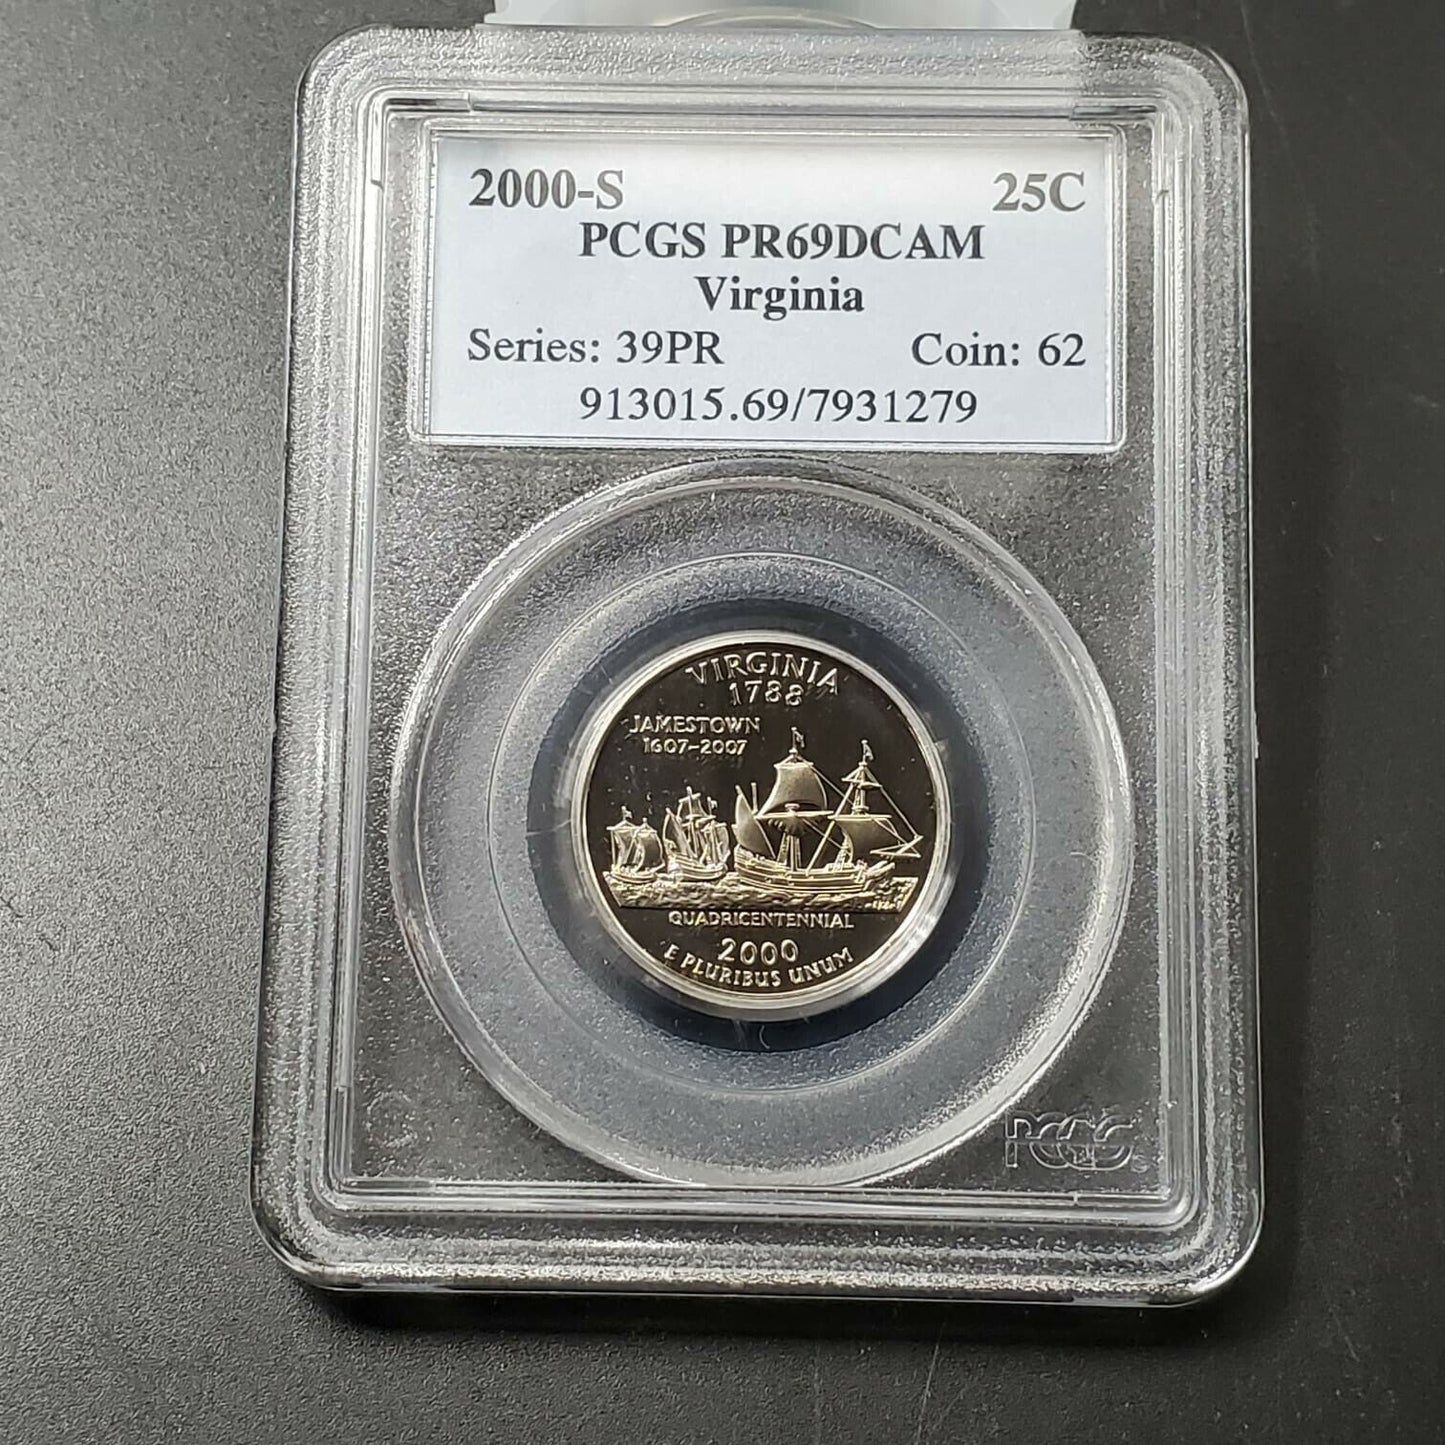 2000-S 25C
PCGS PR69DCAM
Virginia
Series: 39PR Coin: 62
913015.69/7931279
VIRGINIA
1788
JAMESTOWN
1607-2007
QUADRICENTENNIAL
2000
E PLURIBUS UNUM
PCGS